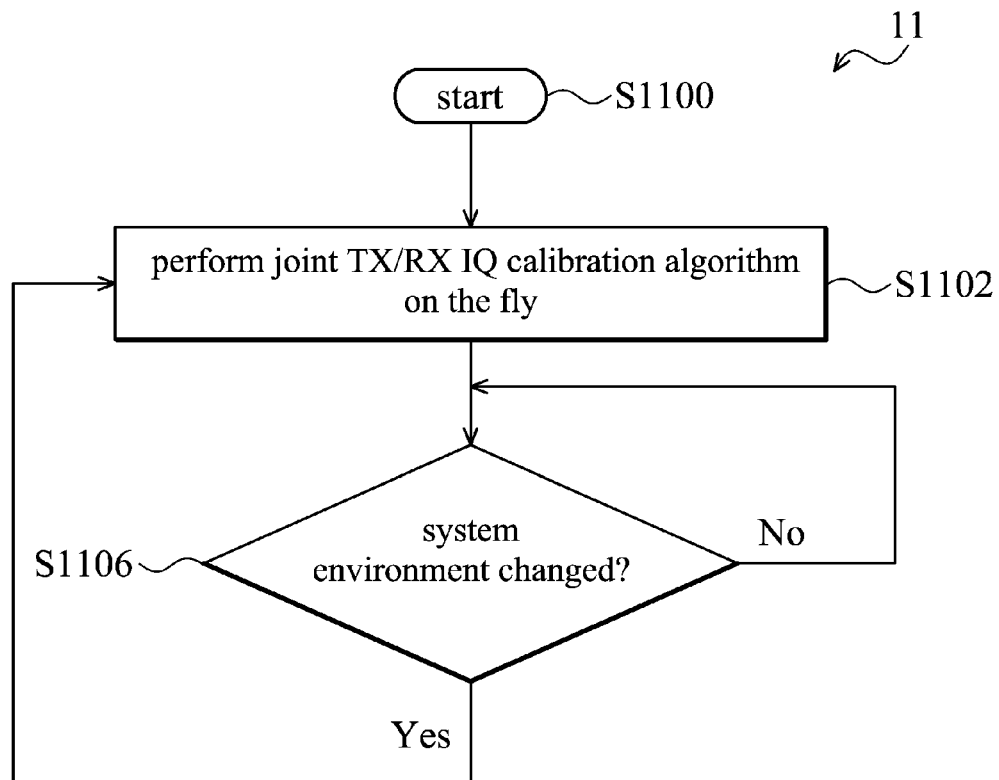 11
start
S1100
perform joint TX/RX IQ calibration algorithm
on the fly
S1102
system
environment changed?
No
S1106
Yes